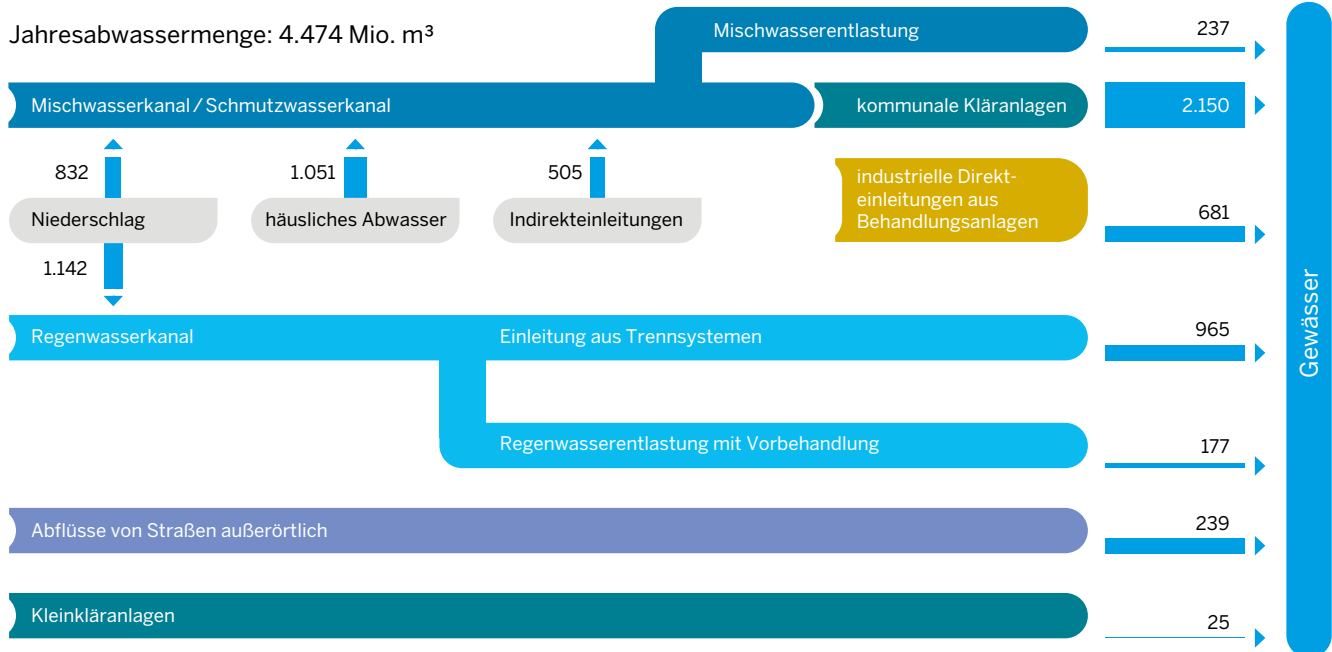 Jahresabwassermenge: 4.474 Mio. m³
Mischwasserentlastung
237
Mischwasserkanal / Schmutzwasserkanal
kommunale Kläranlagen
2.150
832
1.051
505
Niederschlag
häusliches Abwasser
Indirekteinleitungen
industrielle Direkt-
einleitungen aus
Behandlungsanlagen
681
1.142
Regenwasserkanal
Einleitung aus Trennsystemen
965
Regenwasserentlastung mit Vorbehandlung
177
Abflüsse von Straßen außerörtlich
239
Kleinkläranlagen
25
Gewässer